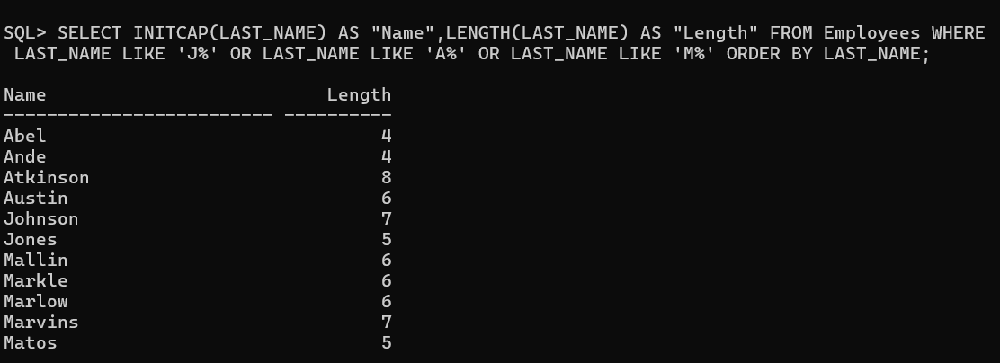 SQL> SELECT INITCAP(LAST_NAME) AS "Name",LENGTH(LAST_NAME) AS "Length" FROM Employees WHERE
LAST_NAME LIKE 'J%' OR LAST_NAME LIKE 'A%' OR LAST_NAME LIKE 'M%' ORDER BY LAST_NAME;
Name Length
------------------------- ----------
Abel 4
Ande 4
Atkinson 8
Austin 6
Johnson 7
Jones 5
Mallin 6
Markle 6
Marlow 6
Marvins 7
Matos 5